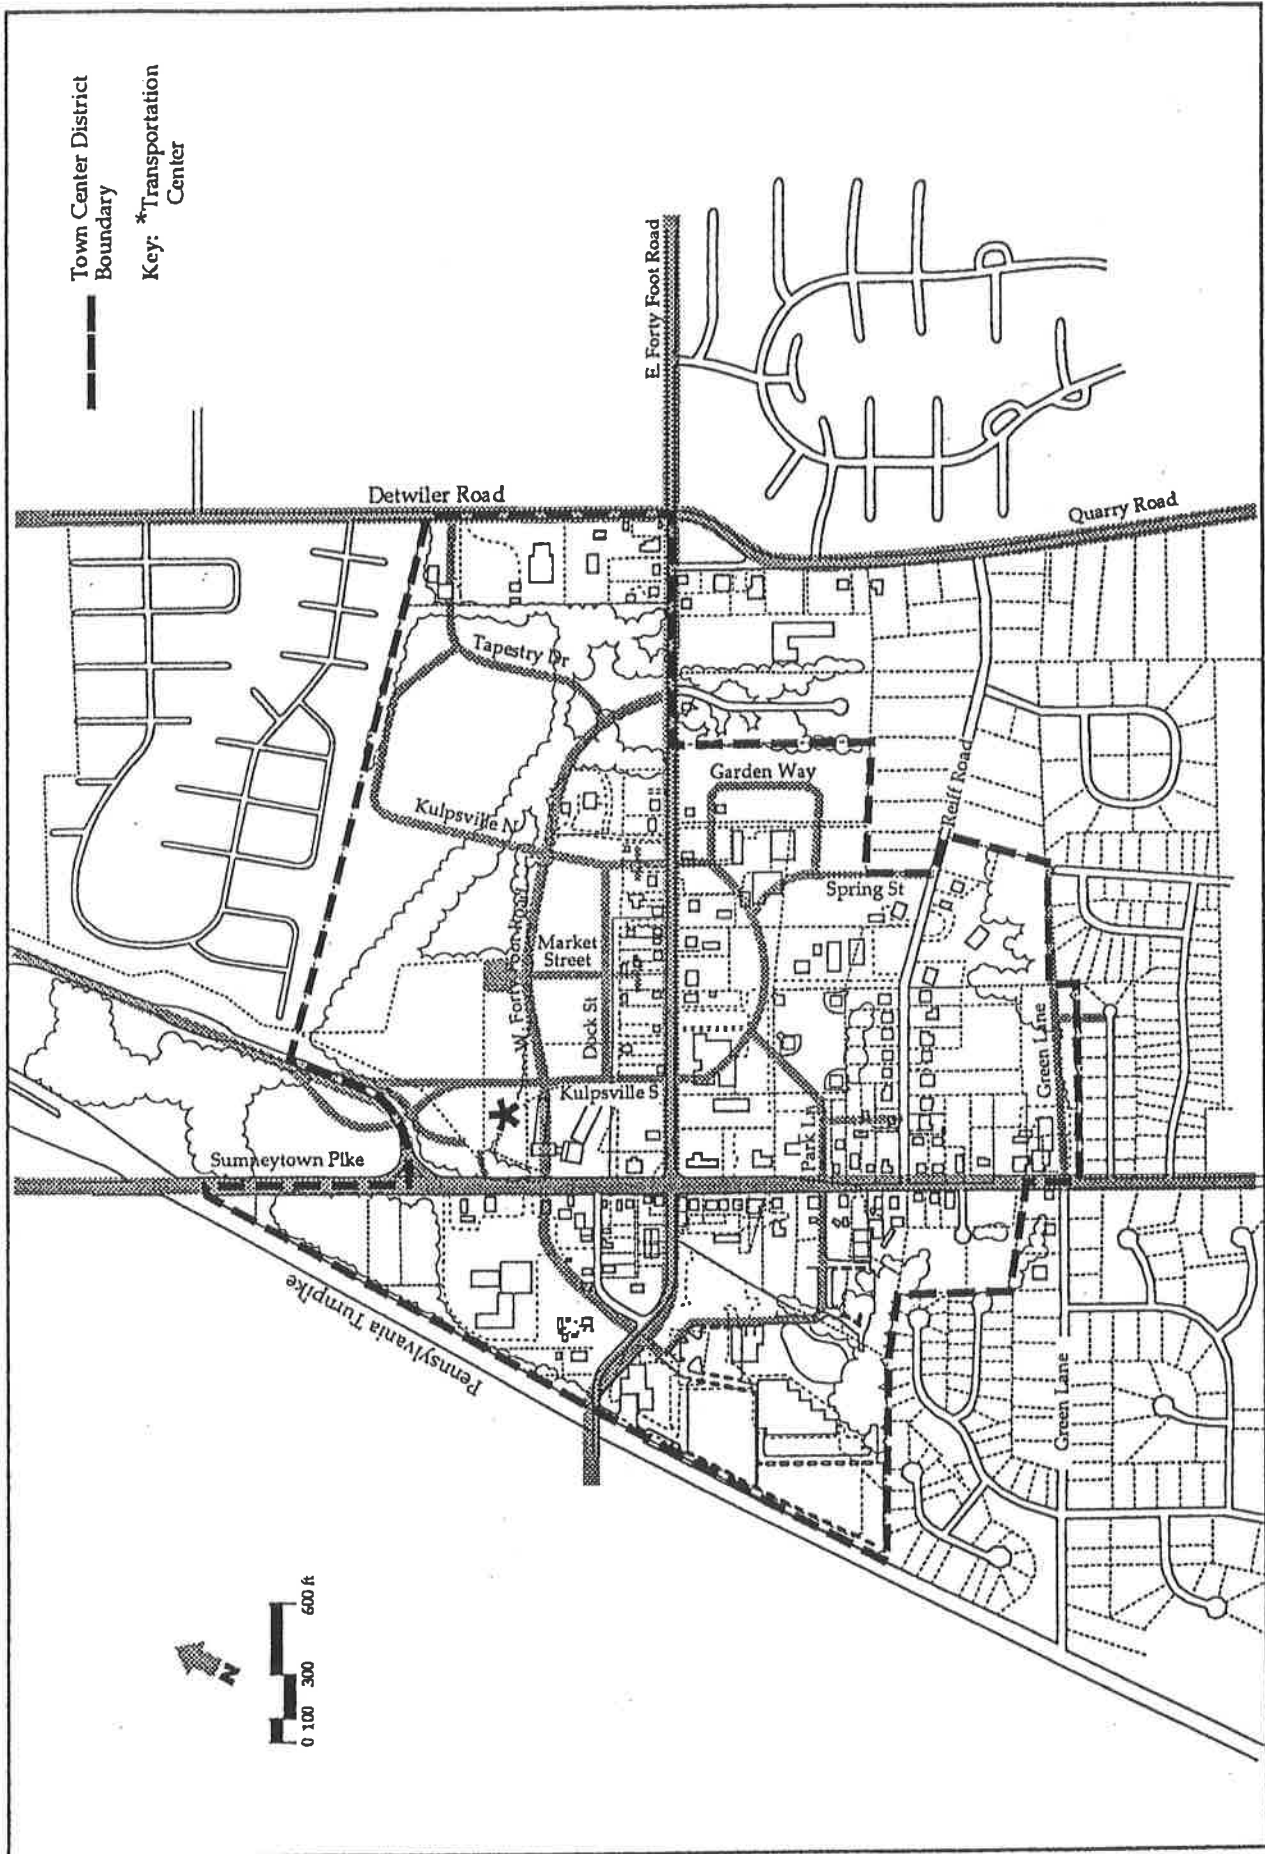 Town Center District
Boundary
Key: *Transportation
Center
E. Forty Foot Road
Detwiler Road
Quarry Road
Tapestry Dr
Garden Way
Kulpsville N
Reiff Road
Spring St
W. Forty Foot Road
Market
Street
Dock St
Kulpsville S
Green Lane
Park Ln
Sumneytown Pike
Pennsylvania Turnpike
Green Lane
N
0 100 300 600 ft